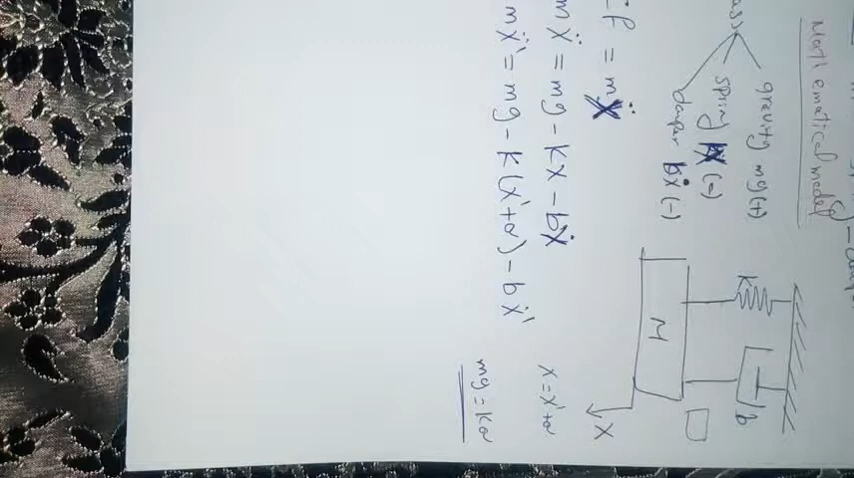 Mathematical model
gravity mg (+)
spring kx (-)
damper bẋ (-)
K
b
M
X
= mẍ
mẍ = mg - kx - bẋ
x = x' + a
mẍ' = mg - k(x' + a) - bẋ'
mg = ka